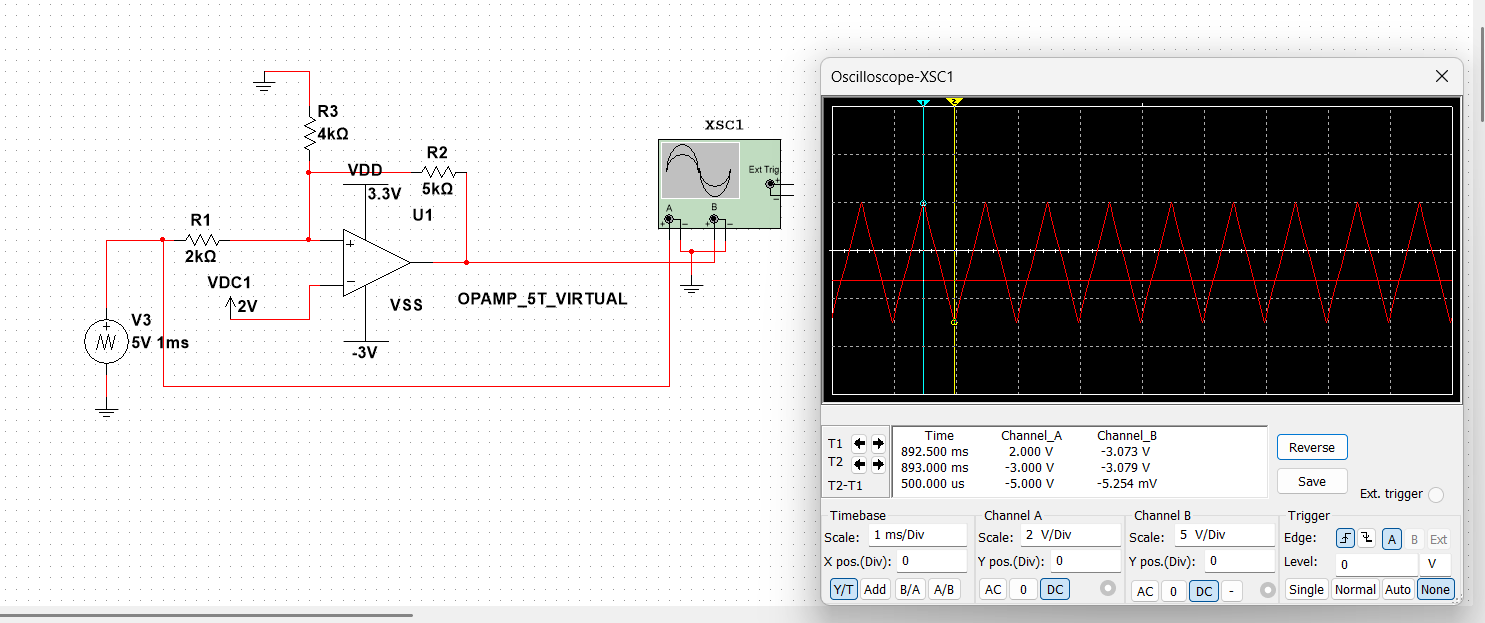 R3
4kΩ
VDD
3.3V
R2
5kΩ
U1
R1
2kΩ
VDC1
2V
VSS
OPAMP_5T_VIRTUAL
-3V
V3
5V 1ms
XSC1
Ext Trig
A
B
Oscilloscope-XSC1
1
2
Time Channel_A Channel_B
T1 892.500 ms 2.000 V -3.073 V
T2 893.000 ms -3.000 V -3.079 V
T2-T1 500.000 us -5.000 V -5.254 mV
Reverse
Save
Ext. trigger
Timebase
Scale: 1 ms/Div
X pos.(Div): 0
Y/T Add B/A A/B
Channel A
Scale: 2 V/Div
Y pos.(Div): 0
AC 0 DC
Channel B
Scale: 5 V/Div
Y pos.(Div): 0
AC 0 DC -
Trigger
Edge: A B Ext
Level: 0 V
Single Normal Auto None